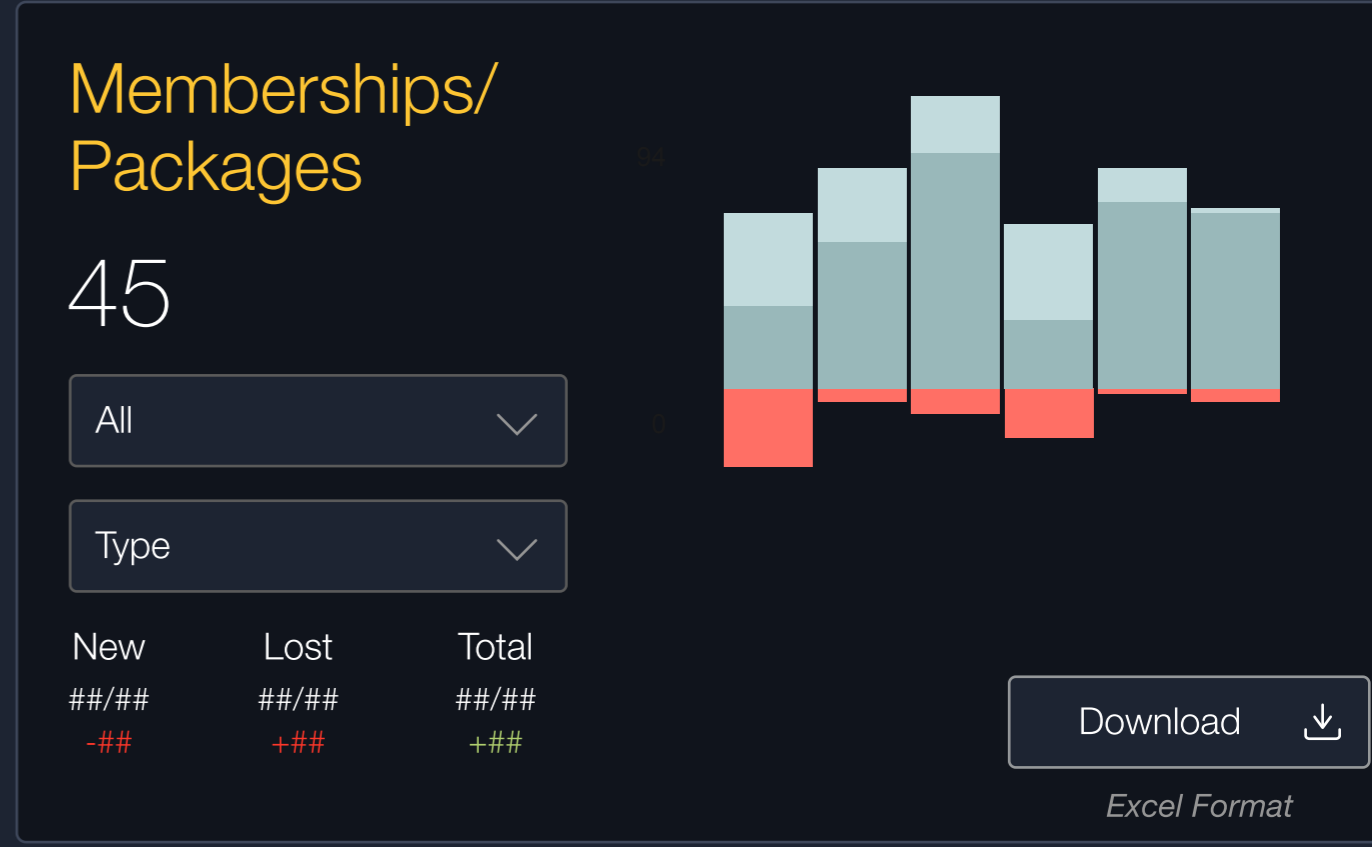 Memberships/
Packages
45
All
Type
New Lost Total
##/## ##/## ##/##
-## +## +##
94
0
Download
Excel Format